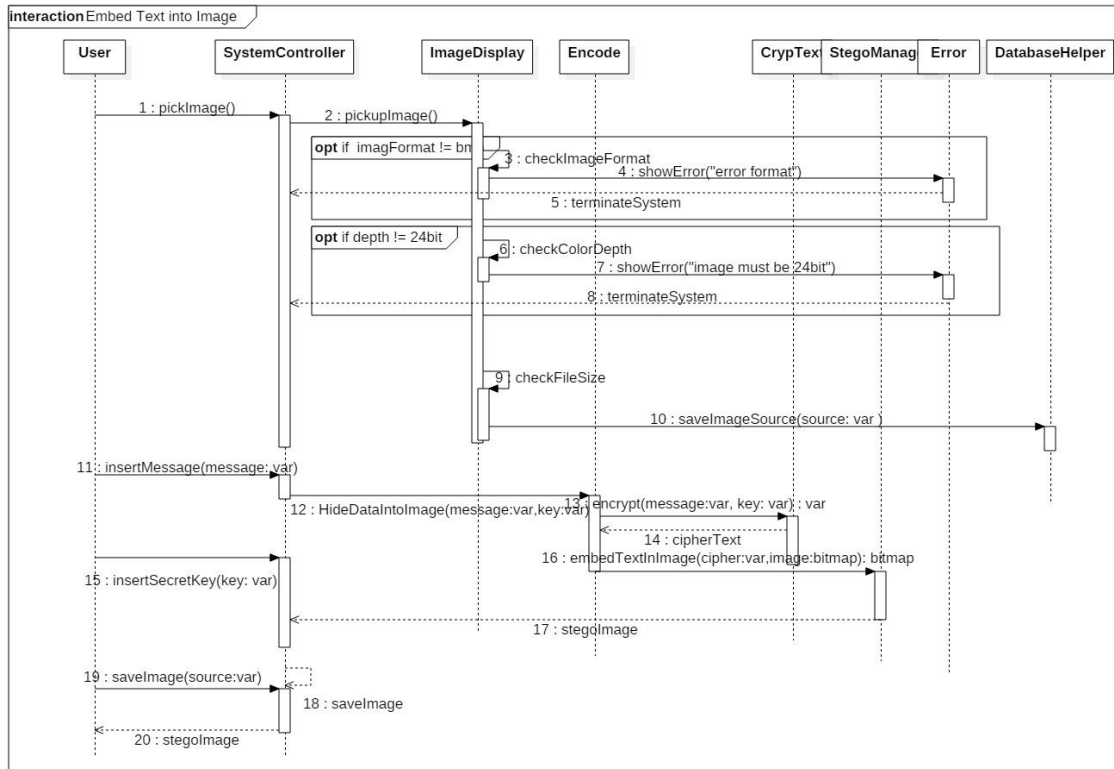 interaction Embed Text into Image
User
SystemController
ImageDisplay
Encode
CrypText
StegoManag
Error
DatabaseHelper
1 : pickImage()
2 : pickupImage()
opt if imagFormat != bm
3 : checkImageFormat
4 : showError("error format")
5 : terminateSystem
opt if depth != 24bit
6 : checkColorDepth
7 : showError("image must be 24bit")
8 : terminateSystem
9 : checkFileSize
10 : saveImageSource(source: var )
11 : insertMessage(message: var)
12 : HideDataIntoImage(message:var,key:var)
13 : encrypt(message:var, key: var) : var
14 : cipherText
16 : embedTextInImage(cipher:var,image:bitmap): bitmap
15 : insertSecretKey(key: var)
17 : stegoImage
19 : saveImage(source:var)
18 : saveImage
20 : stegoImage